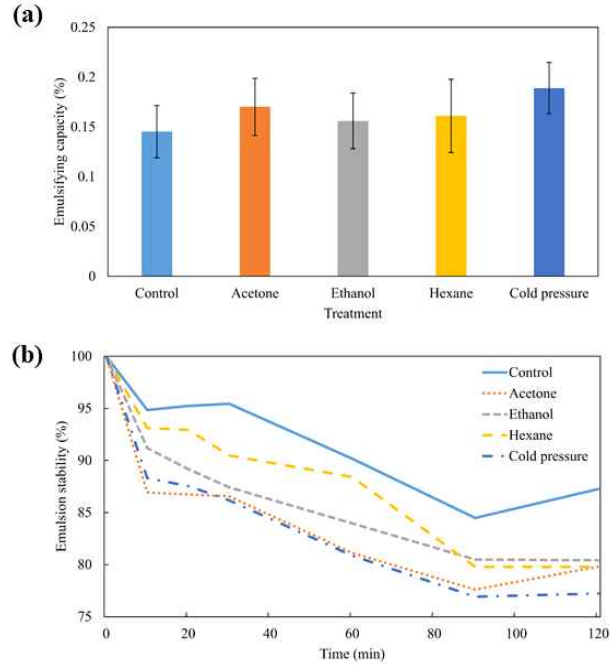 (a)
Emulsifying capacity (%)
0.25
0.2
0.15
0.1
0.05
0
Control Acetone Ethanol Hexane Cold pressure
Treatment
(b)
Emulsion stability (%)
100
95
90
85
80
75
Control
Acetone
Ethanol
Hexane
Cold pressure
0 20 40 60 80 100 120
Time (min)